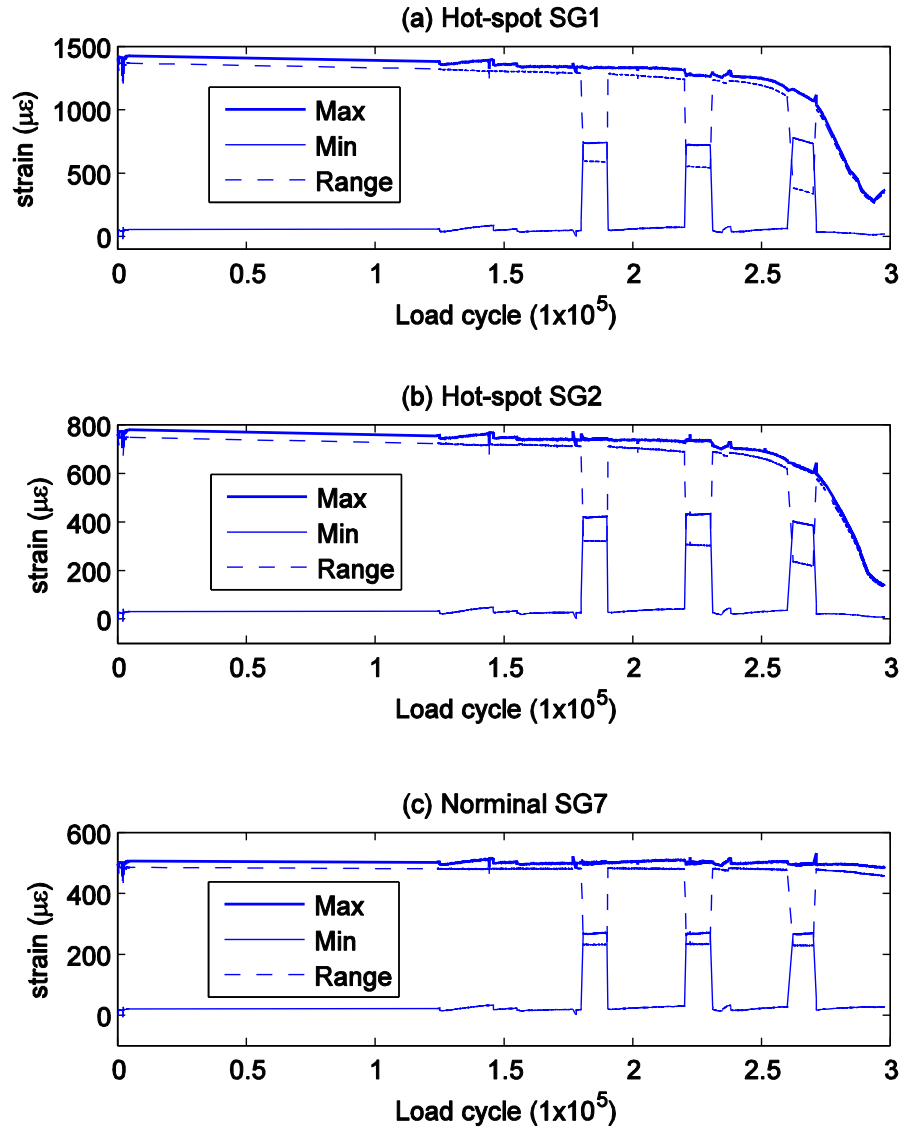 (a) Hot-spot SG1
1500
1000
500
0
strain (με)
Max
Min
Range
0 0.5 1 1.5 2 2.5 3
Load cycle (1x10⁵)
(b) Hot-spot SG2
800
600
400
200
0
strain (με)
Max
Min
Range
0 0.5 1 1.5 2 2.5 3
Load cycle (1x10⁵)
(c) Norminal SG7
600
400
200
0
strain (με)
Max
Min
Range
0 0.5 1 1.5 2 2.5 3
Load cycle (1x10⁵)